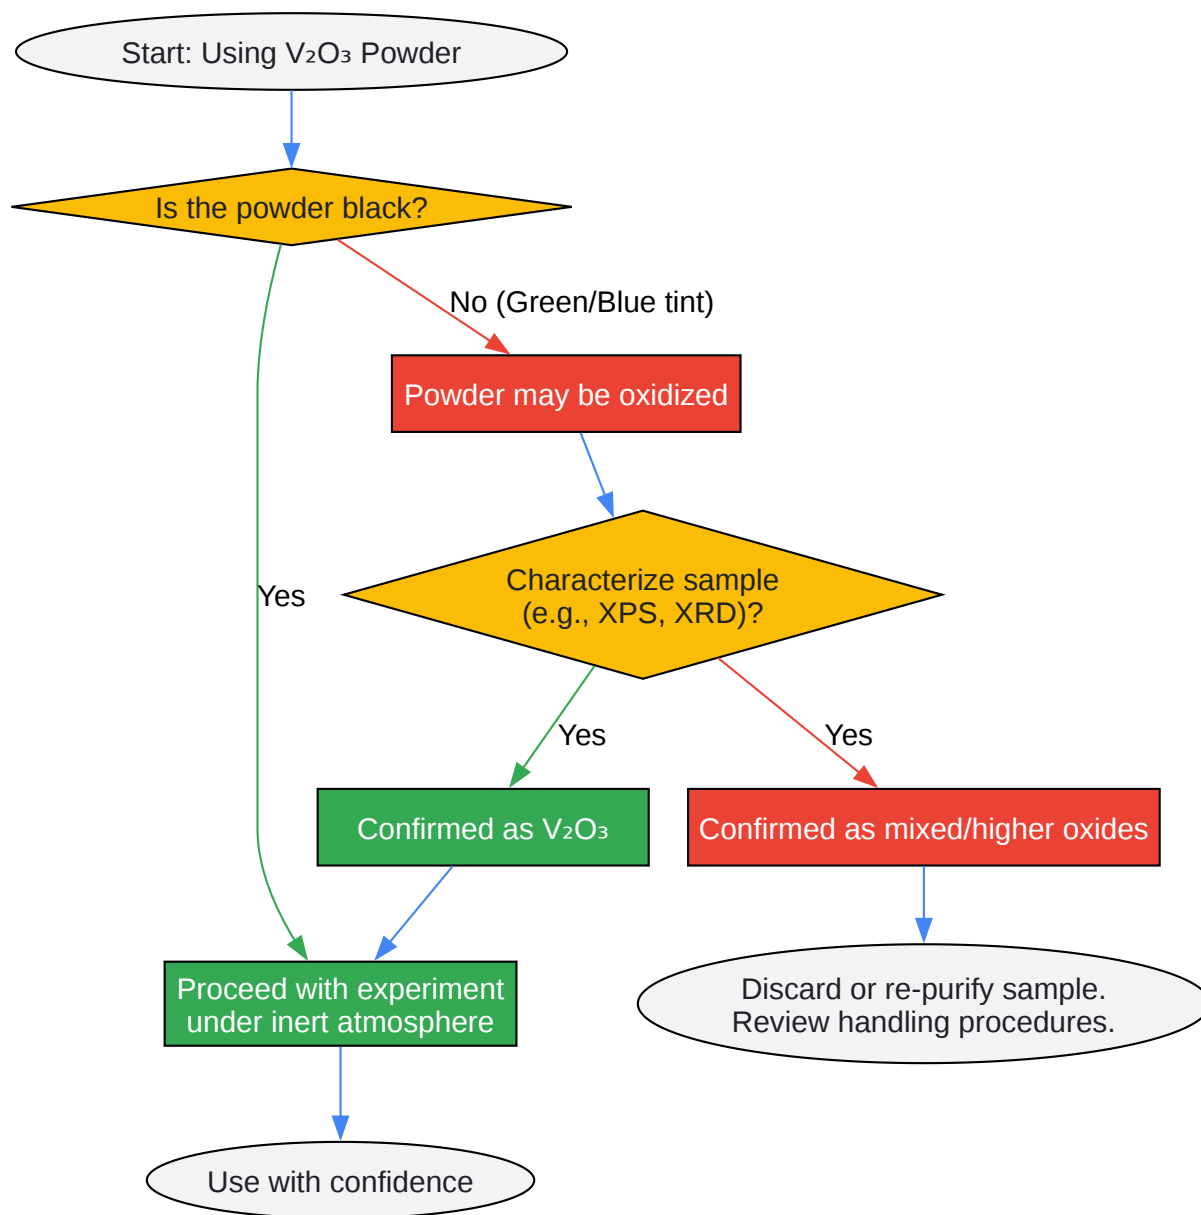 Start: Using V₂O₃ Powder
Is the powder black?
No (Green/Blue tint)
Powder may be oxidized
Characterize sample
(e.g., XPS, XRD)?
Yes
Yes
Yes
Confirmed as V₂O₃
Confirmed as mixed/higher oxides
Proceed with experiment
under inert atmosphere
Discard or re-purify sample.
Review handling procedures.
Use with confidence